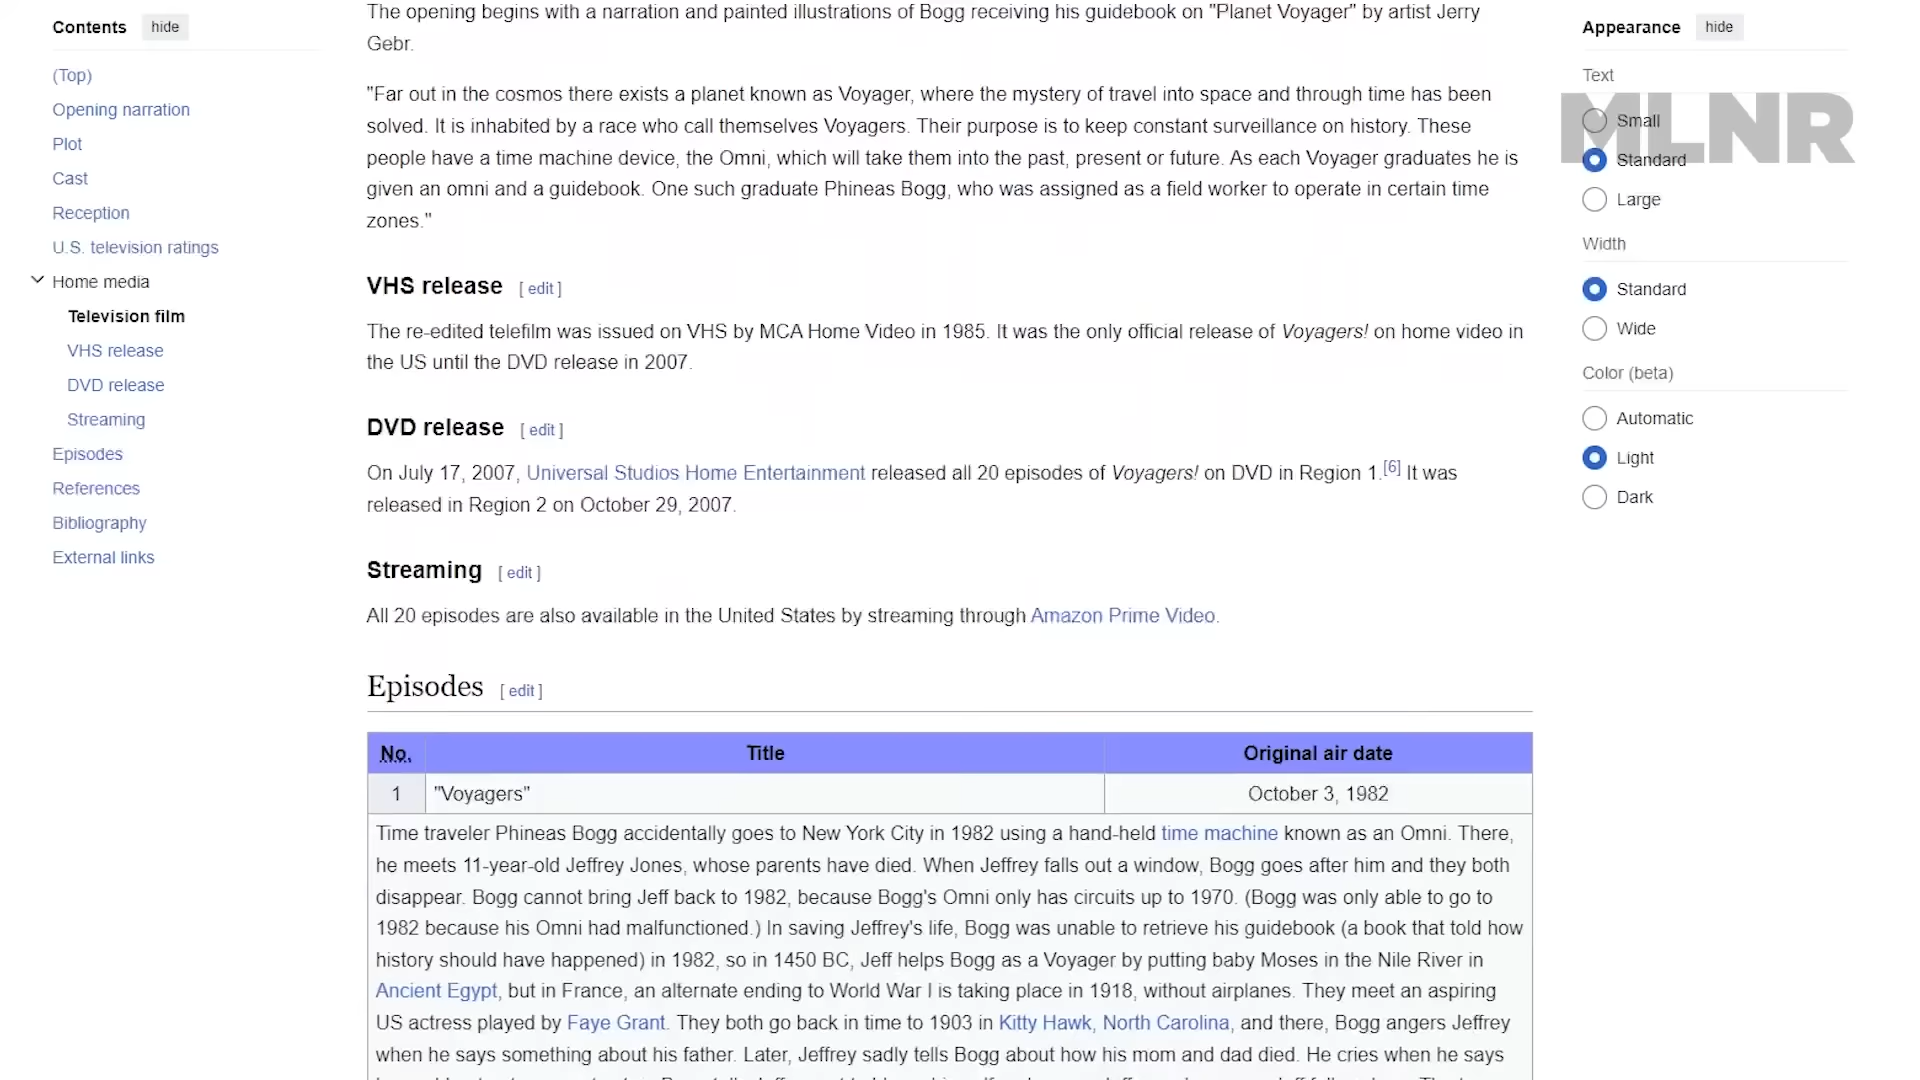 Contents hide
(Top)
Opening narration
Plot
Cast
Reception
U.S. television ratings
Home media
Television film
VHS release
DVD release
Streaming
Episodes
References
Bibliography
External links
The opening begins with a narration and painted illustrations of Bogg receiving his guidebook on "Planet Voyager" by artist Jerry
Gebr.
"Far out in the cosmos there exists a planet known as Voyager, where the mystery of travel into space and through time has been
solved. It is inhabited by a race who call themselves Voyagers. Their purpose is to keep constant surveillance on history. These
people have a time machine device, the Omni, which will take them into the past, present or future. As each Voyager graduates he is
given an omni and a guidebook. One such graduate Phineas Bogg, who was assigned as a field worker to operate in certain time
zones."
VHS release [ edit ]
The re-edited telefilm was issued on VHS by MCA Home Video in 1985. It was the only official release of Voyagers! on home video in
the US until the DVD release in 2007.
DVD release [ edit ]
On July 17, 2007, Universal Studios Home Entertainment released all 20 episodes of Voyagers! on DVD in Region 1.[6] It was
released in Region 2 on October 29, 2007.
Streaming [ edit ]
All 20 episodes are also available in the United States by streaming through Amazon Prime Video.
Episodes [ edit ]
No. Title Original air date
1 "Voyagers" October 3, 1982
Time traveler Phineas Bogg accidentally goes to New York City in 1982 using a hand-held time machine known as an Omni. There,
he meets 11-year-old Jeffrey Jones, whose parents have died. When Jeffrey falls out a window, Bogg goes after him and they both
disappear. Bogg cannot bring Jeff back to 1982, because Bogg's Omni only has circuits up to 1970. (Bogg was only able to go to
1982 because his Omni had malfunctioned.) In saving Jeffrey's life, Bogg was unable to retrieve his guidebook (a book that told how
history should have happened) in 1982, so in 1450 BC, Jeff helps Bogg as a Voyager by putting baby Moses in the Nile River in
Ancient Egypt, but in France, an alternate ending to World War I is taking place in 1918, without airplanes. They meet an aspiring
US actress played by Faye Grant. They both go back in time to 1903 in Kitty Hawk, North Carolina, and there, Bogg angers Jeffrey
when he says something about his father. Later, Jeffrey sadly tells Bogg about how his mom and dad died. He cries when he says
Appearance hide
Text
MLNR
Small
Standard
Large
Width
Standard
Wide
Color (beta)
Automatic
Light
Dark